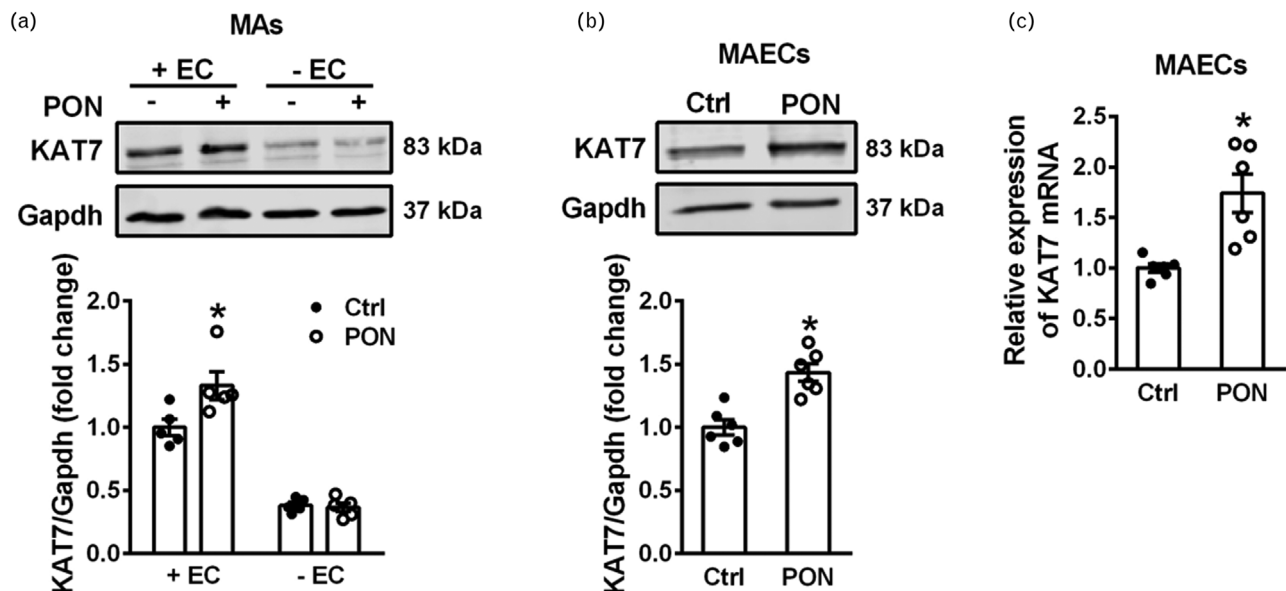 (a)
MAs
+ EC - EC
PON - + - +
KAT7 83 kDa
Gapdh 37 kDa
KAT7/Gapdh (fold change)
2.0
1.5
1.0
0.5
0.0
*
Ctrl
PON
+ EC - EC
(b)
MAECs
Ctrl PON
KAT7 83 kDa
Gapdh 37 kDa
KAT7/Gapdh (fold change)
2.0
1.5
1.0
0.5
0.0
*
Ctrl PON
(c)
MAECs
Relative expression
of KAT7 mRNA
2.5
2.0
1.5
1.0
0.5
0.0
*
Ctrl PON